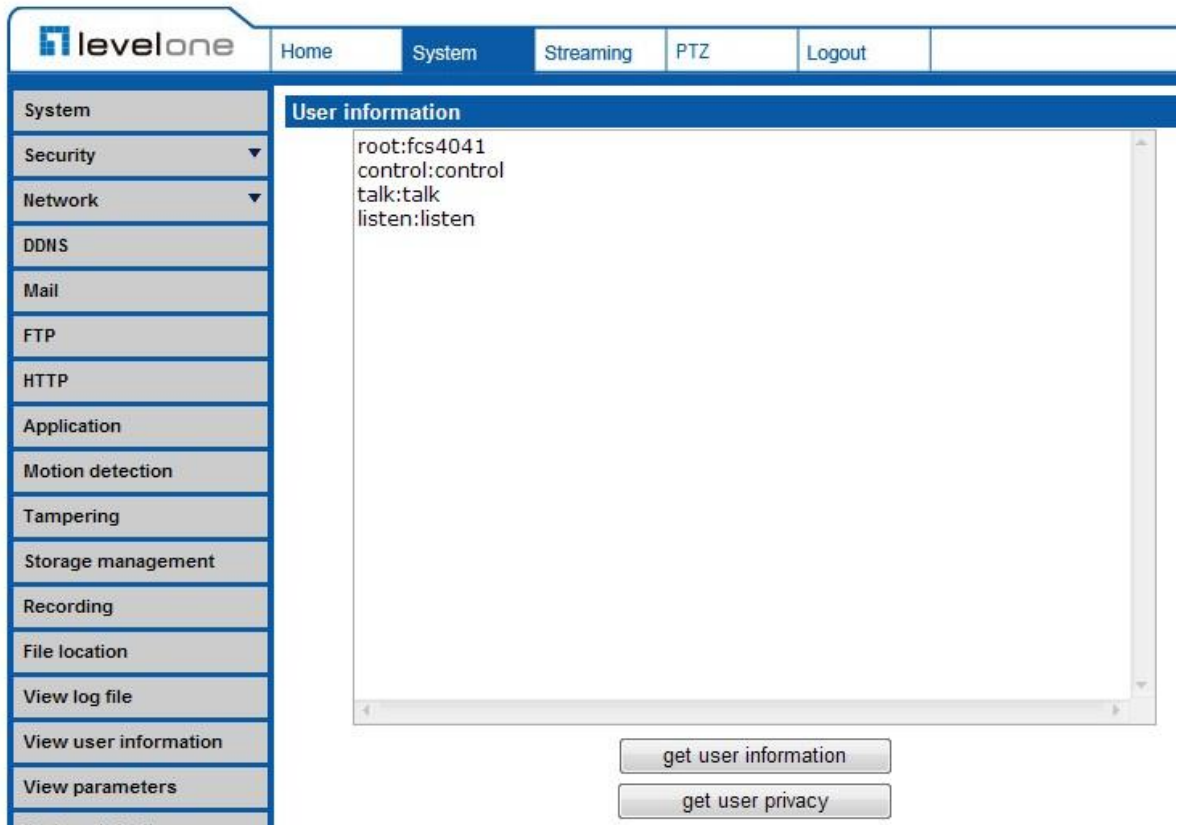 levelone
Home System Streaming PTZ Logout
System
Security
Network
DDNS
Mail
FTP
HTTP
Application
Motion detection
Tampering
Storage management
Recording
File location
View log file
View user information
View parameters
User information
root:fcs4041
control:control
talk:talk
listen:listen
get user information
get user privacy